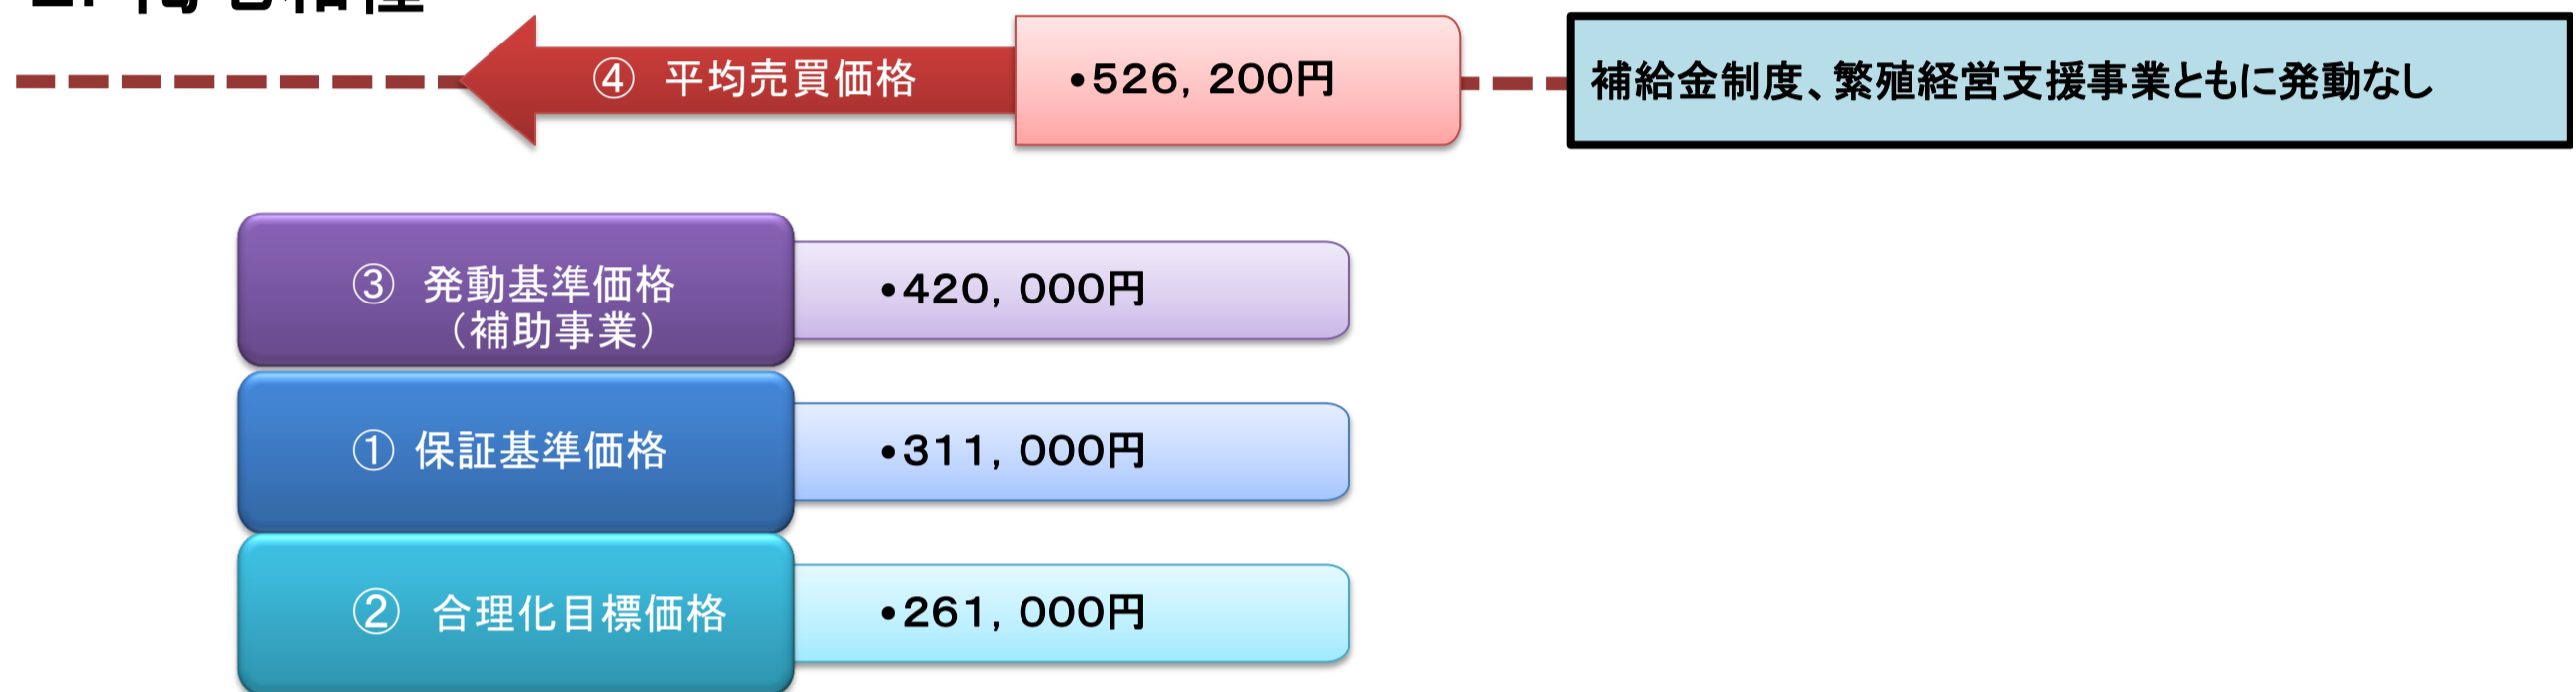 ④ 平均売買価格
•526,200円
補給金制度、繁殖経営支援事業ともに発動なし
③ 発動基準価格
（補助事業）
•420,000円
① 保証基準価格
•311,000円
② 合理化目標価格
•261,000円